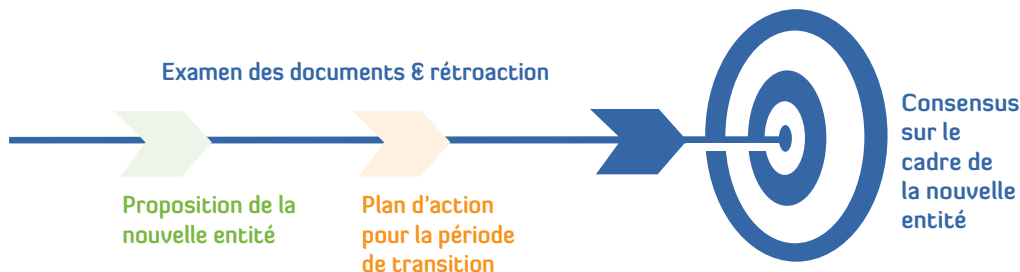 Examen des documents & rétroaction
Proposition de la
nouvelle entité
Plan d'action
pour la période
de transition
Consensus
sur le
cadre de
la nouvelle
entité